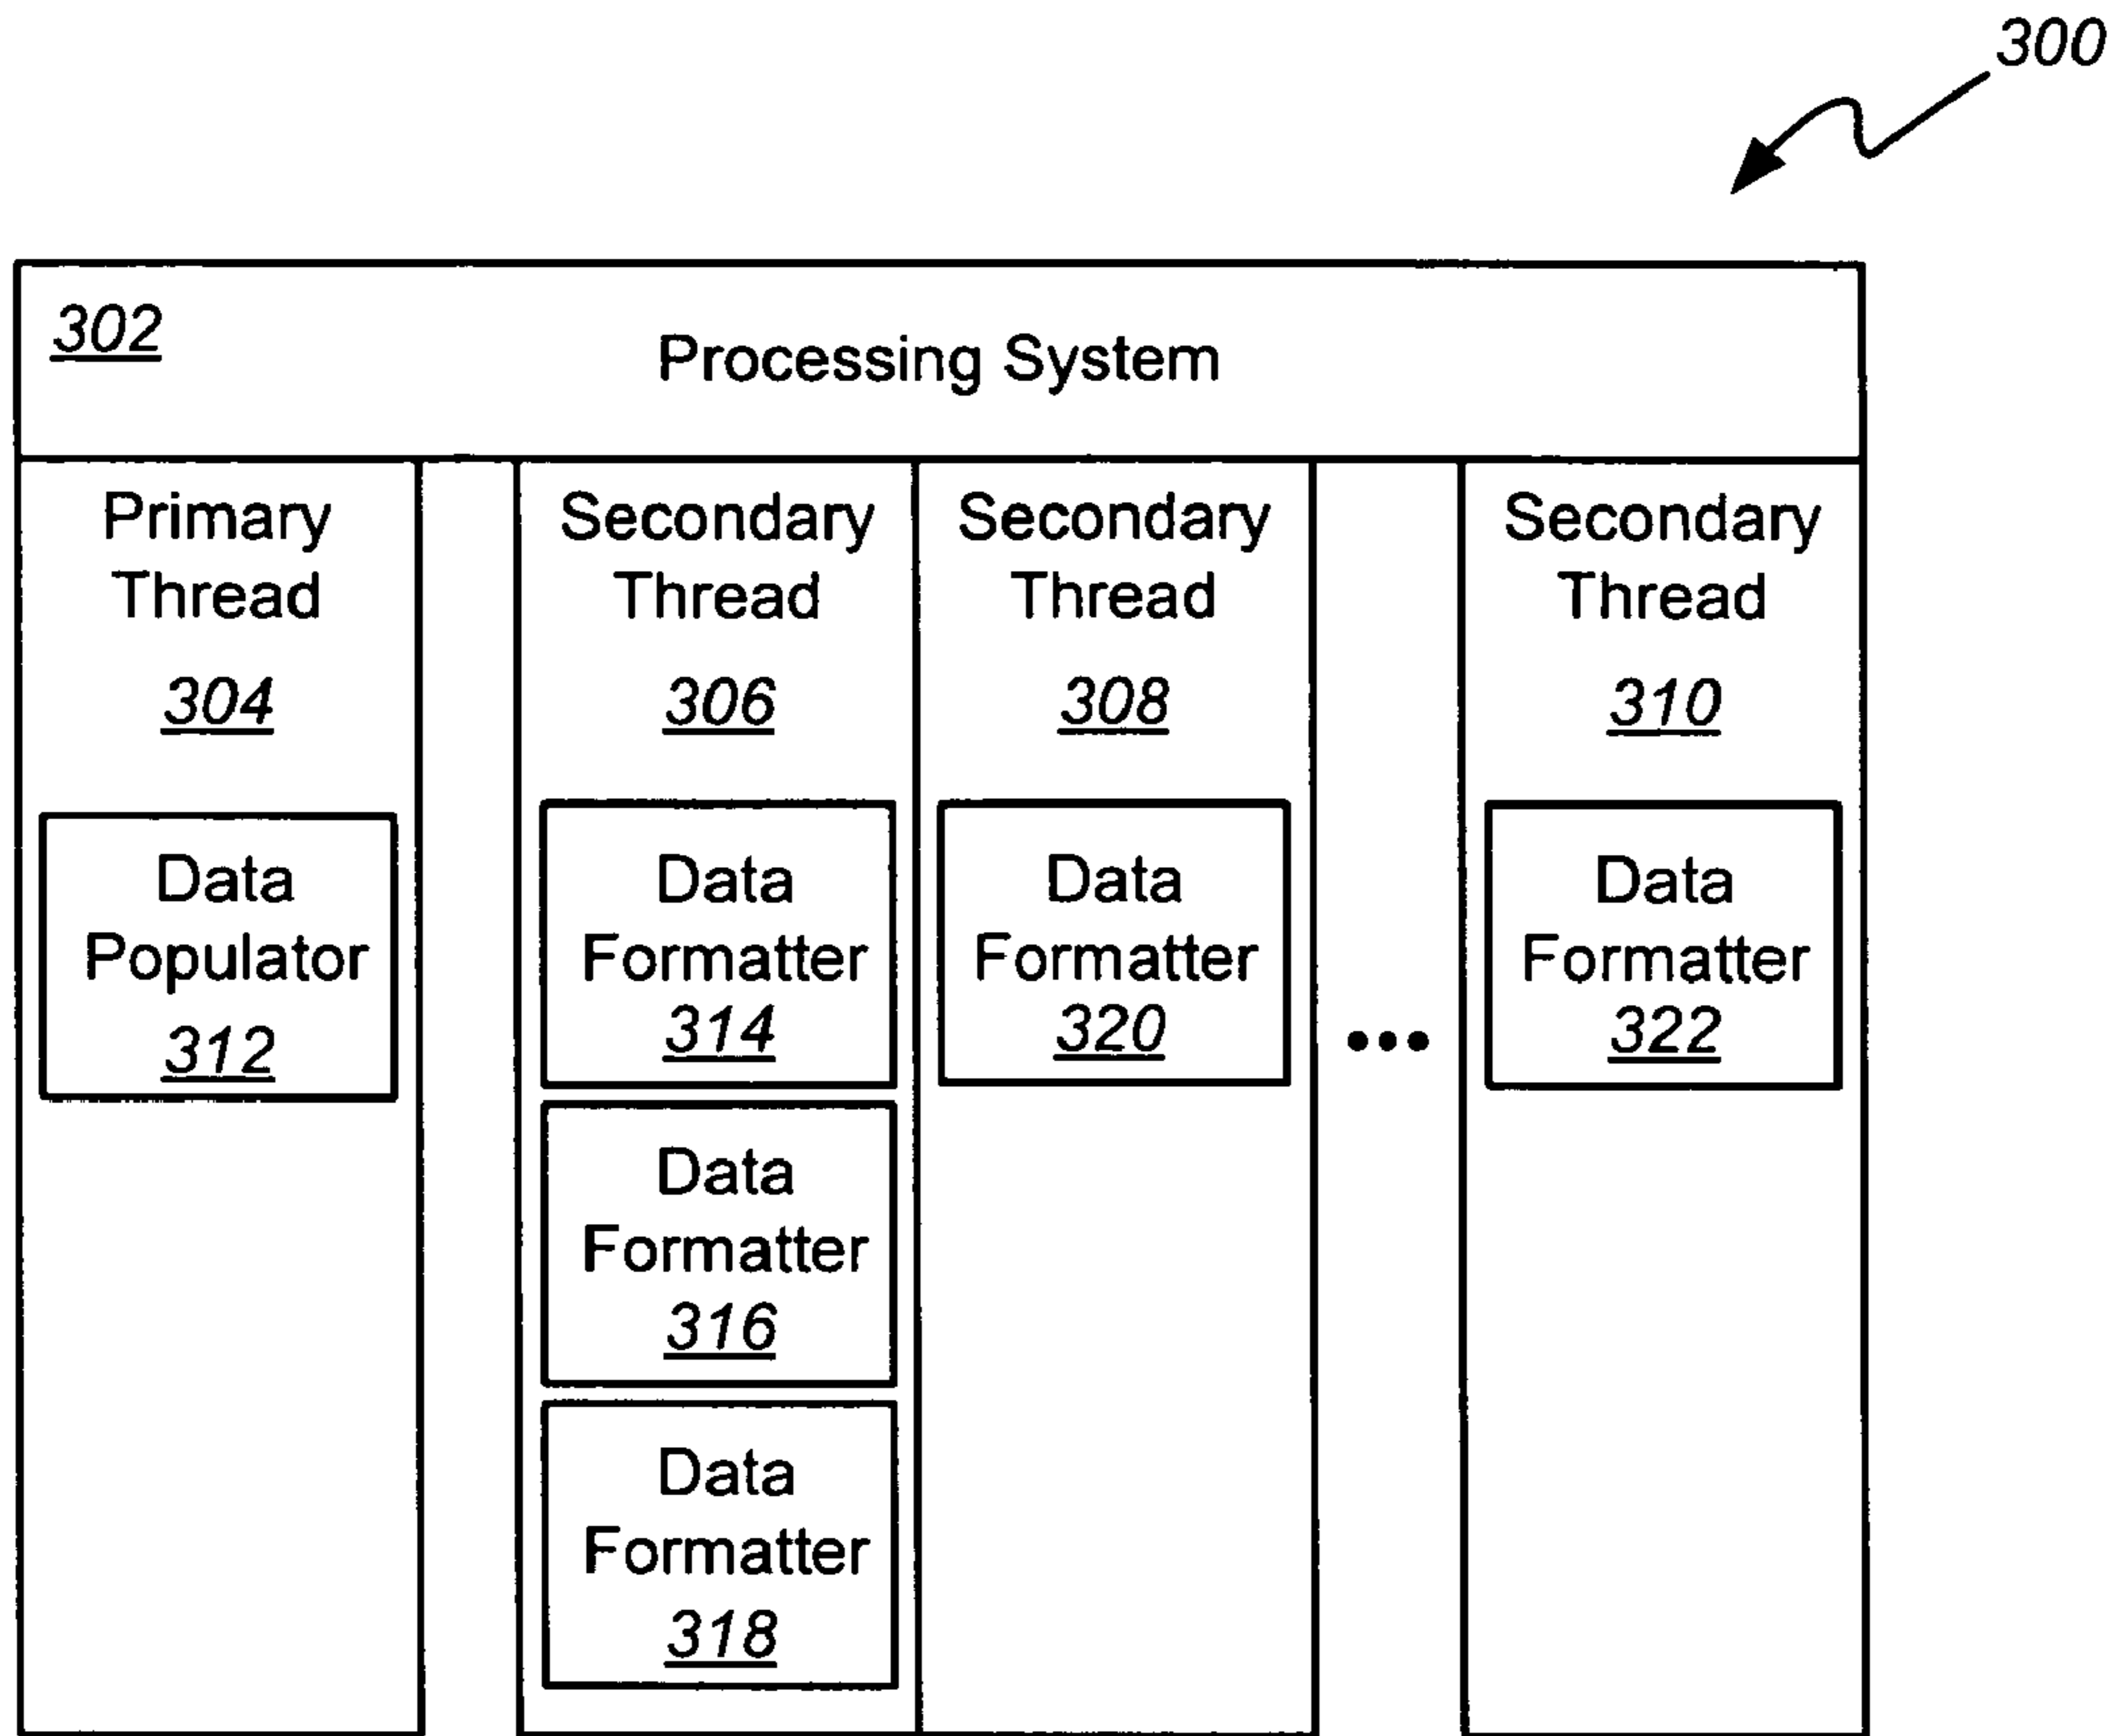 300
302
Processing System
Primary
Thread
304
Data
Populator
312
Secondary
Thread
306
Data
Formatter
314
Data
Formatter
316
Data
Formatter
318
Secondary
Thread
308
Data
Formatter
320
...
Secondary
Thread
310
Data
Formatter
322